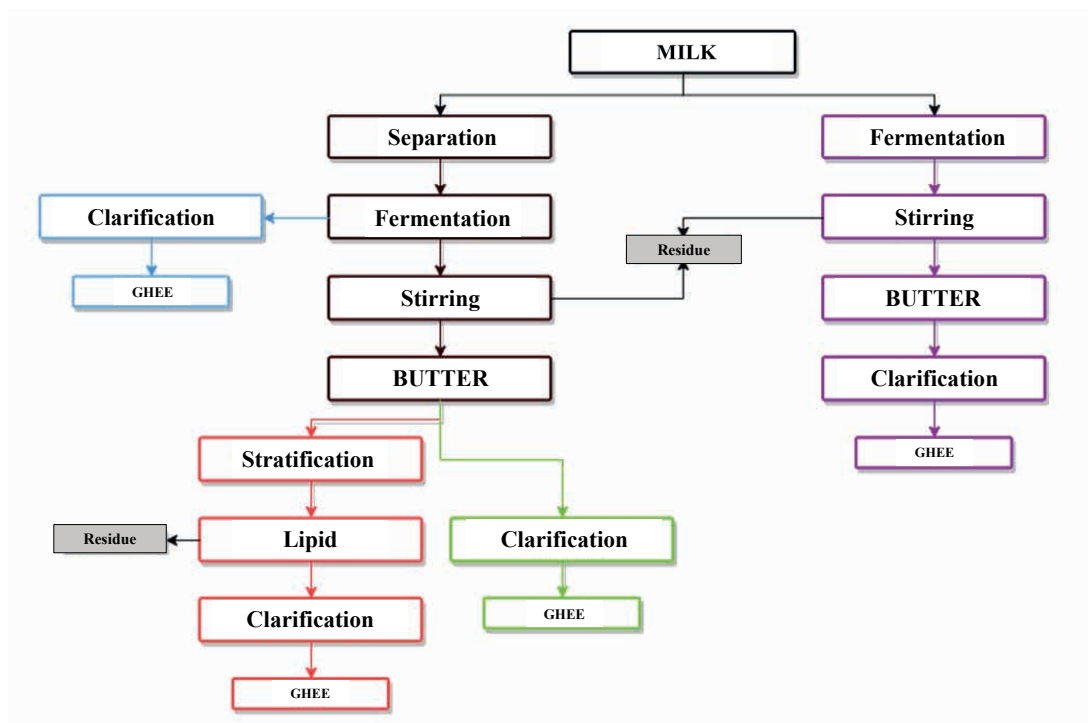 MILK
Separation
Fermentation
Clarification
Fermentation
Stirring
Residue
GHEE
Stirring
BUTTER
BUTTER
Clarification
Stratification
GHEE
Residue
Lipid
Clarification
Clarification
GHEE
GHEE